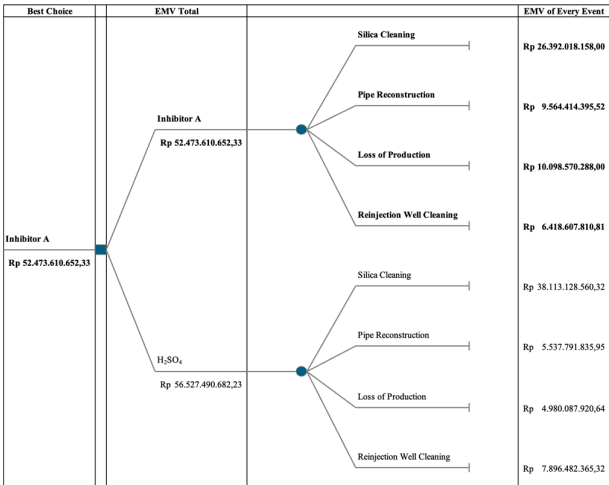 Best Choice
EMV Total
EMV of Every Event
Silica Cleaning
Rp 26.392.018.158,00
Pipe Reconstruction
Rp 9.564.414.395,52
Inhibitor A
Rp 52.473.610.652,33
Loss of Production
Rp 10.098.570.288,00
Reinjection Well Cleaning
Rp 6.418.607.810,81
Inhibitor A
Rp 52.473.610.652,33
Silica Cleaning
Rp 38.113.128.560,32
Pipe Reconstruction
Rp 5.537.791.835,95
H₂SO₄
Rp 56.527.490.682,23
Loss of Production
Rp 4.980.087.920,64
Reinjection Well Cleaning
Rp 7.896.482.365,32